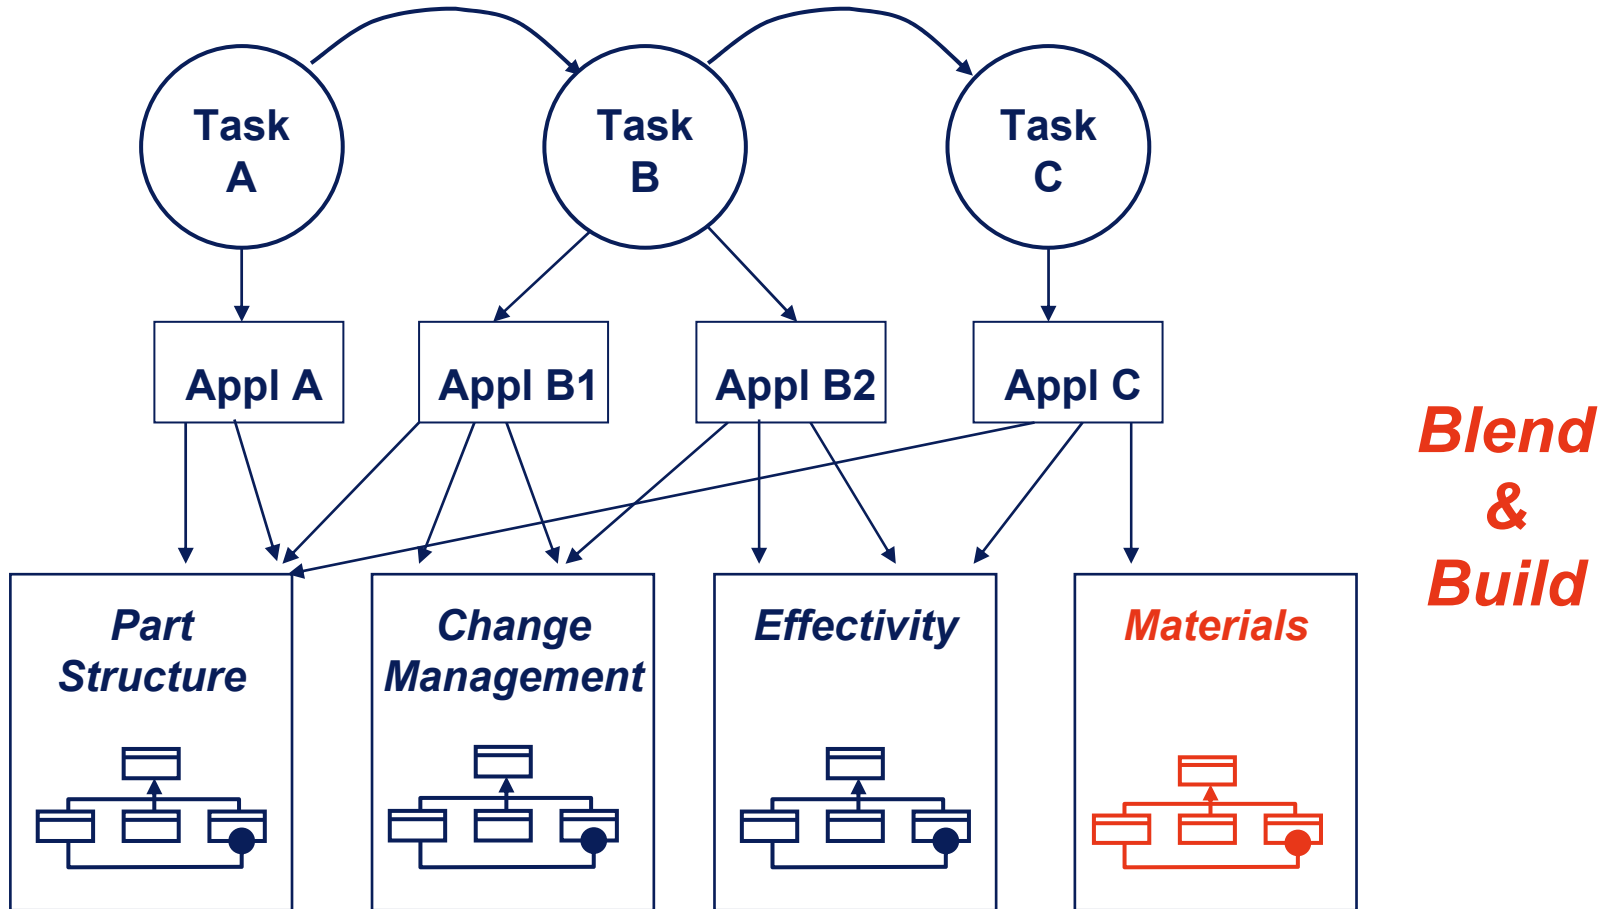 Task
A
Task
B
Task
C
Appl A
Appl B1
Appl B2
Appl C
Blend
&
Build
Part
Structure
Change
Management
Effectivity
Materials